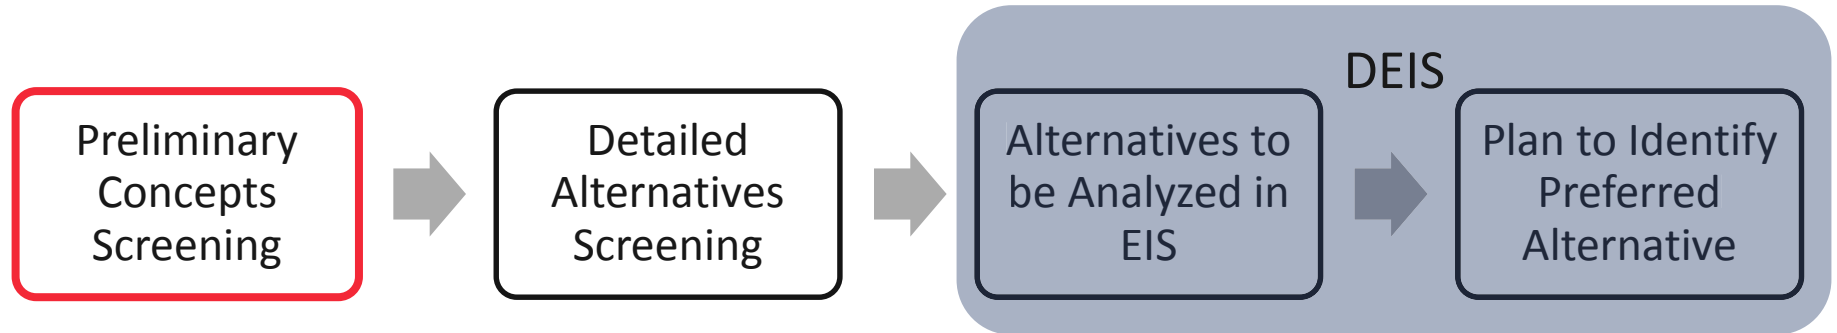 Preliminary
Concepts
Screening
Detailed
Alternatives
Screening
DEIS
Alternatives to
be Analyzed in
EIS
Plan to Identify
Preferred
Alternative